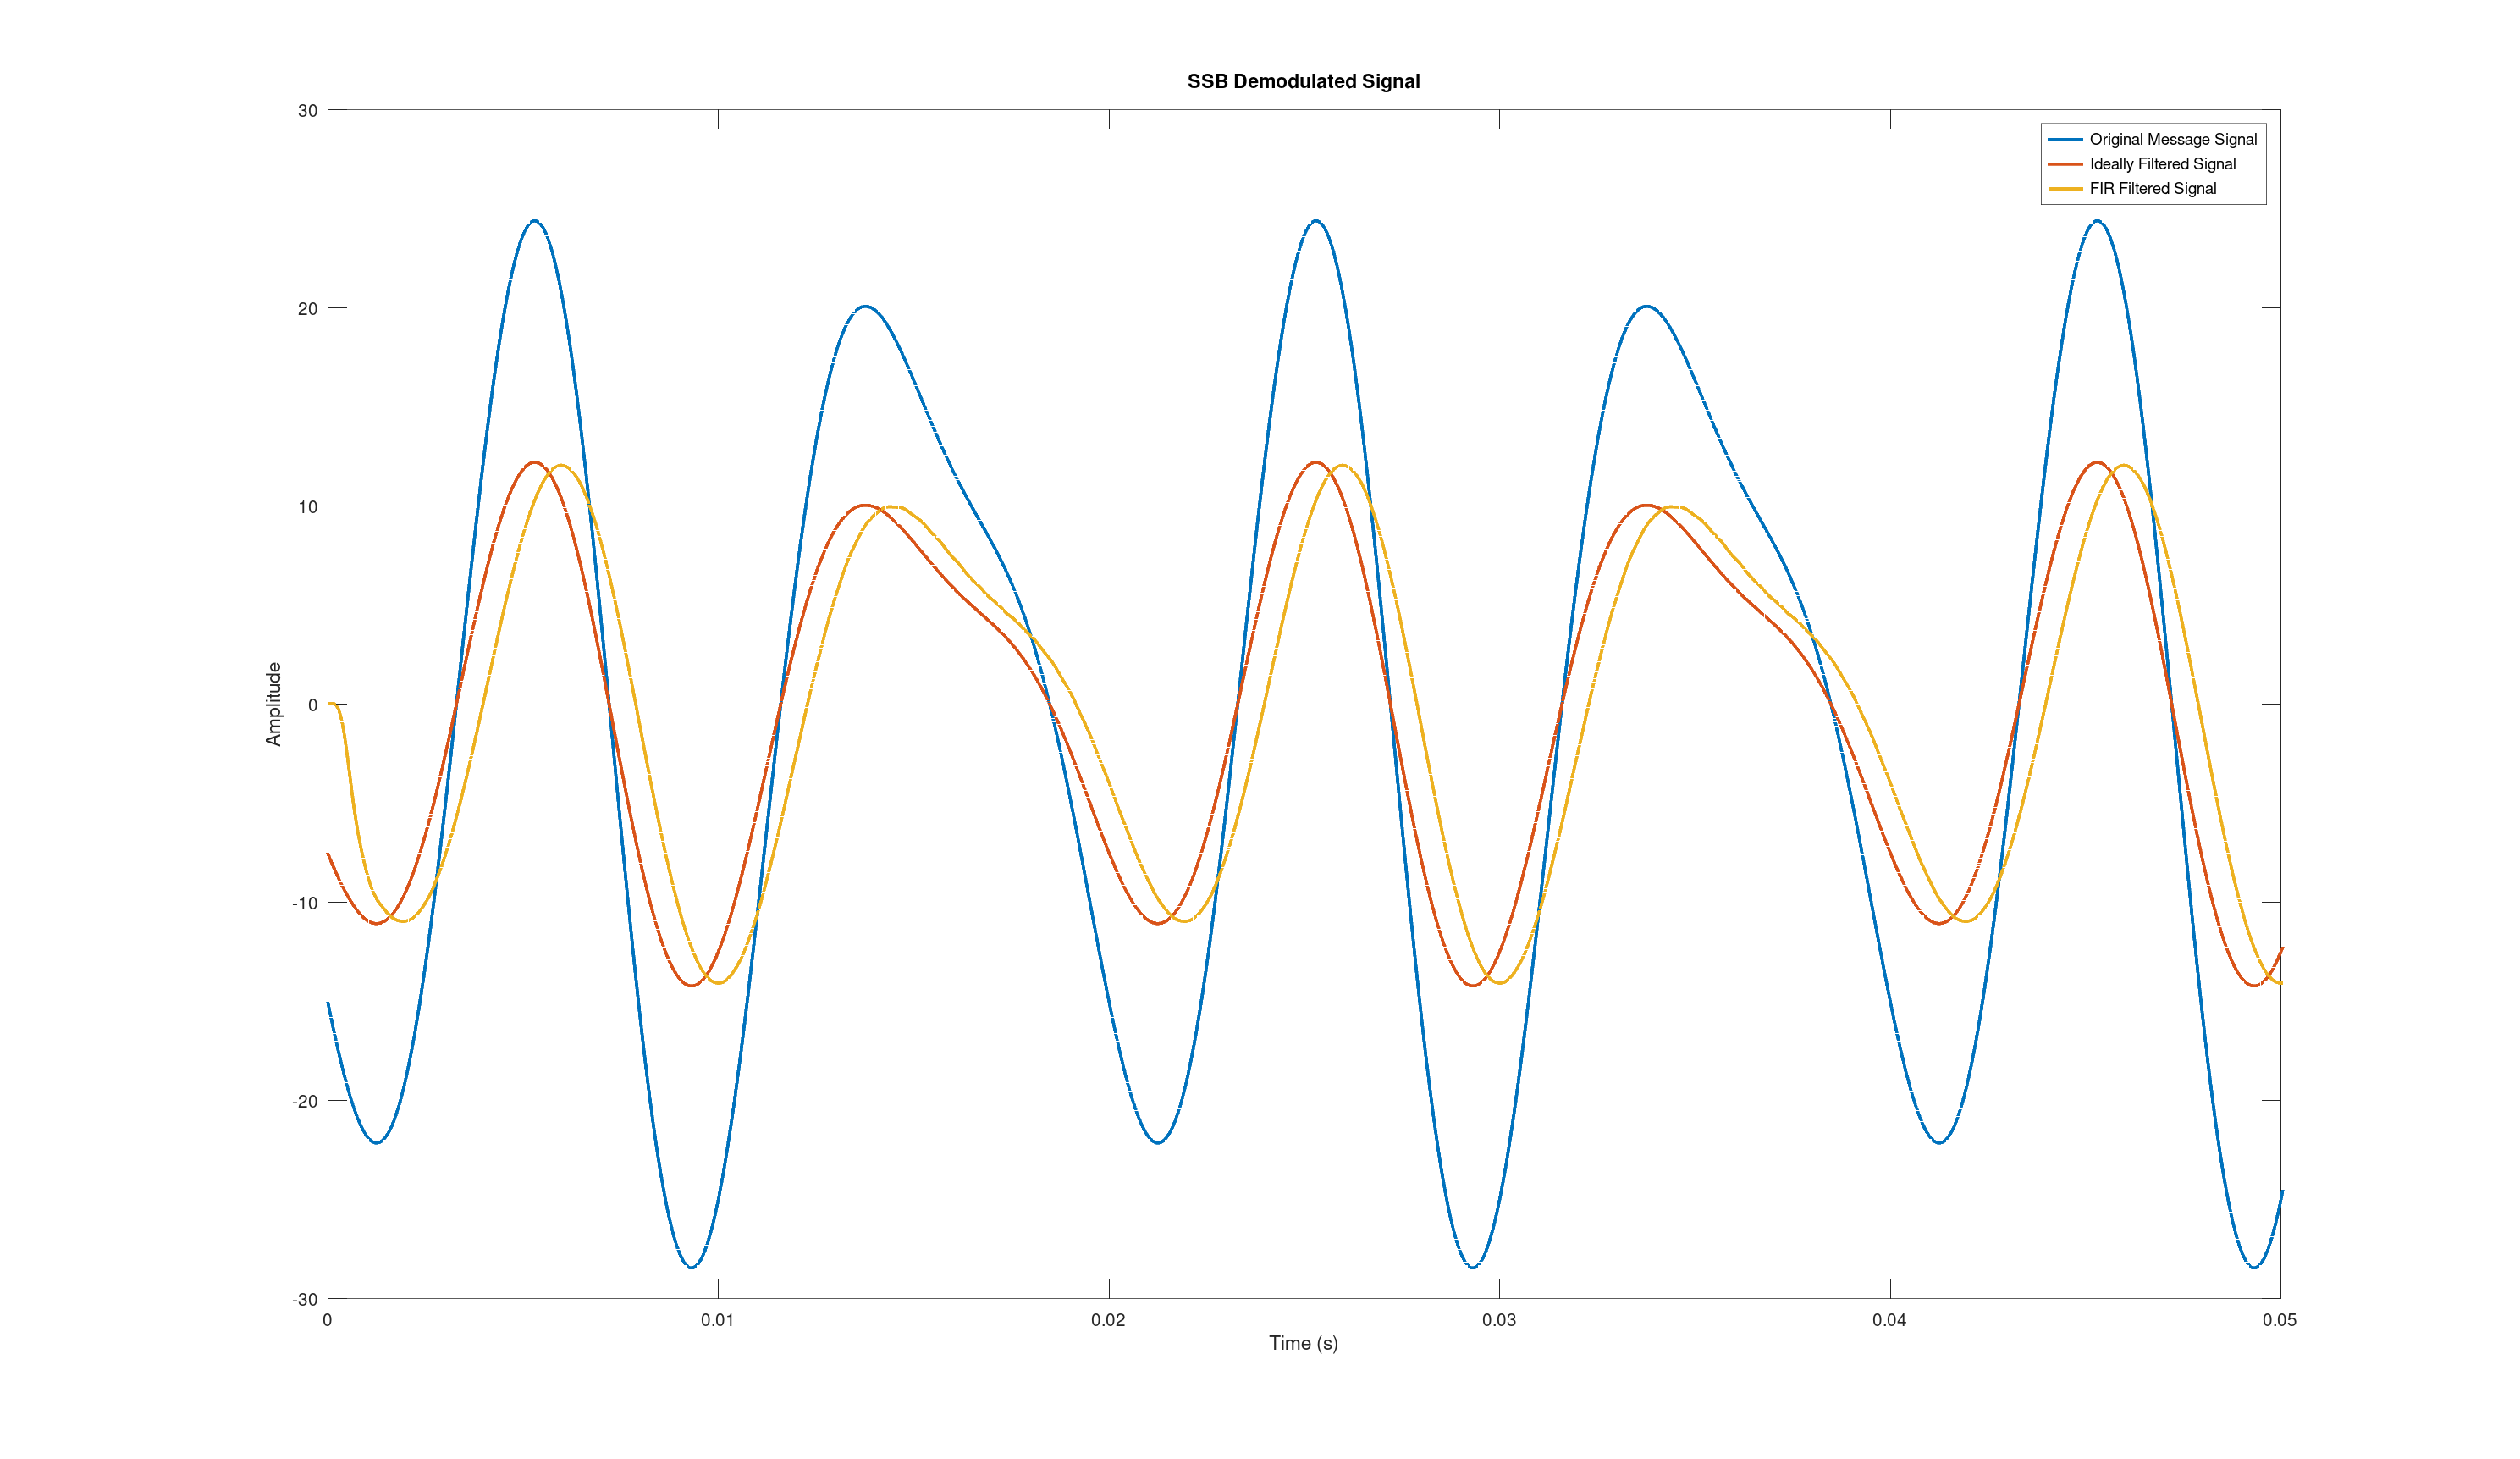 SSB Demodulated Signal
30
Original Message Signal
Ideally Filtered Signal
FIR Filtered Signal
20
10
Amplitude
0
-10
-20
-30
0 0.01 0.02 0.03 0.04 0.05
Time (s)